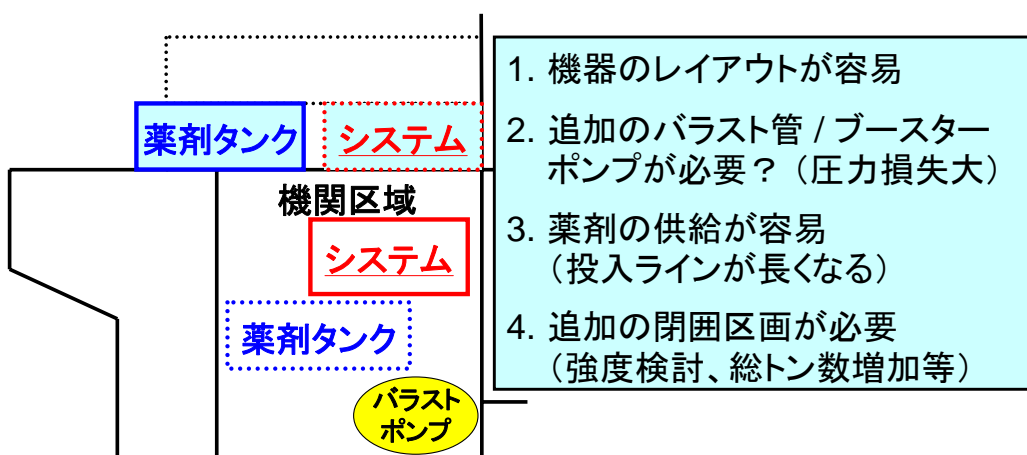 薬剤タンク
システム
機関区域
システム
薬剤タンク
バラスト
ポンプ
1. 機器のレイアウトが容易
2. 追加のバラスト管 / ブースター
ポンプが必要？（圧力損失大）
3. 薬剤の供給が容易
（投入ラインが長くなる）
4. 追加の閉囲区画が必要
（強度検討、総トン数増加等）